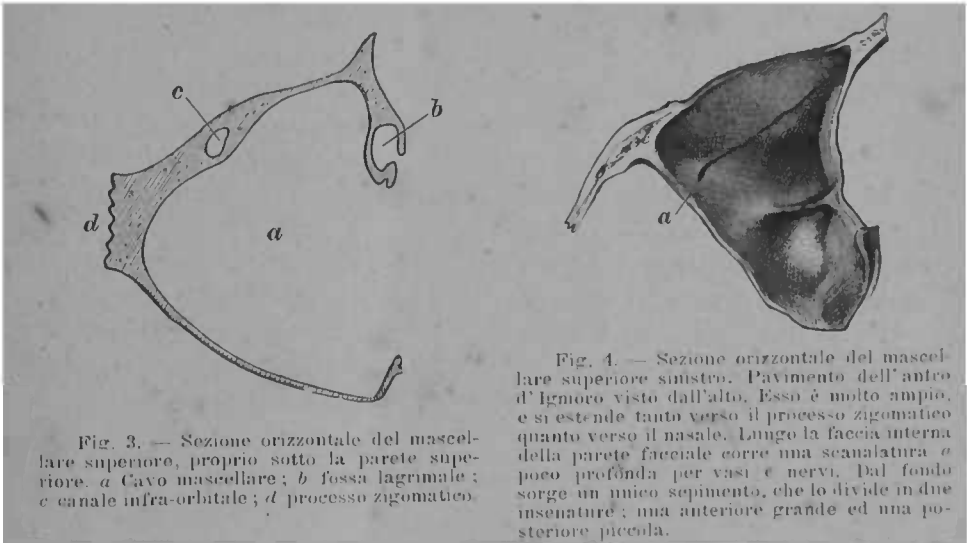 c
b
d
a
Fig. 3. — Sezione orizzontale del mascel-
lare superiore, proprio sotto la parete supe-
riore. a Cavo mascellare; b fossa lagrimale;
c canale infra-orbitale; d processo zigomatico.
a
Fig. 4. — Sezione orizzontale del mascel-
lare superiore sinistro. Pavimento dell'antro
d'Igmoro visto dall'alto. Esso è molto ampio,
e si estende tanto verso il processo zigomatico
quanto verso il nasale. Lungo la faccia interna
della parete facciale corre una scanalatura a
poco profonda per vasi e nervi. Dal fondo
sorge un unico sepimento, che lo divide in due
insenature; una anteriore grande ed una po-
steriore piccola.